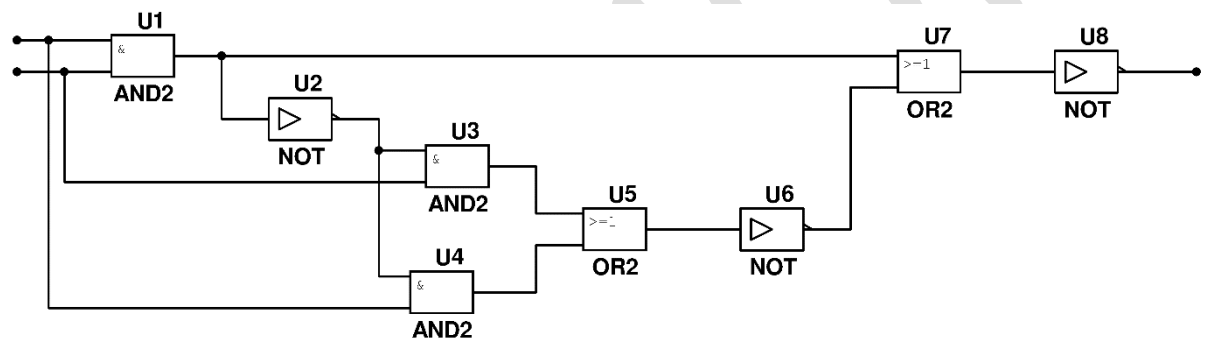 U1
&
AND2
U2
NOT
U3
&
AND2
U4
&
AND2
U5
>=1
OR2
U6
NOT
U7
>=1
OR2
U8
NOT